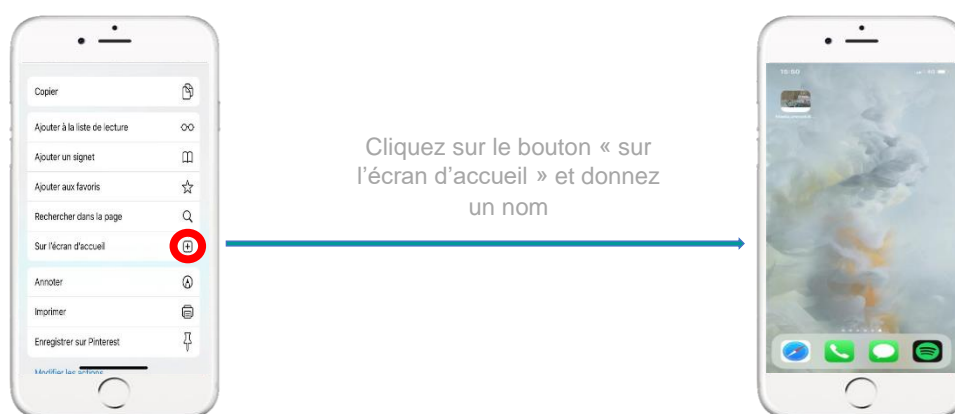 Copier
Ajouter à la liste de lecture
Ajouter un signet
Ajouter aux favoris
Rechercher dans la page
Sur l'écran d'accueil
Annoter
Imprimer
Enregistrer sur Pinterest
Modifier les actions
Cliquez sur le bouton « sur
l'écran d'accueil » et donnez
un nom